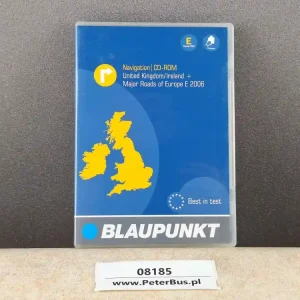 E
Navigation | CD-ROM
United Kingdom/Ireland +
Major Roads of Europe E 2006
Best in test
BLAUPUNKT
08185
www.PeterBus.pl